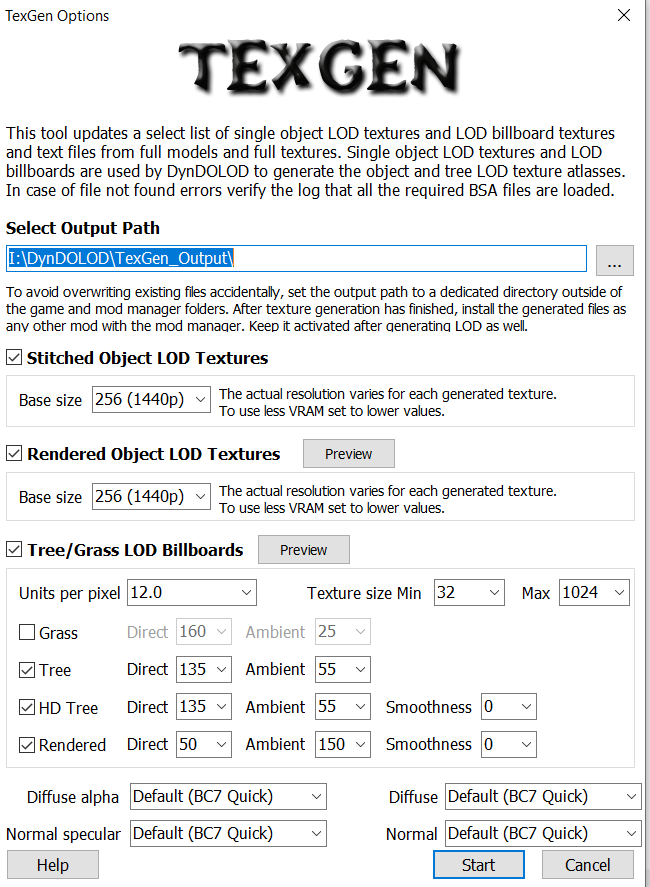 TexGen Options
TEXGEN
This tool updates a select list of single object LOD textures and LOD billboard textures
and text files from full models and full textures. Single object LOD textures and LOD
billboards are used by DynDOLOD to generate the object and tree LOD texture atlasses.
In case of file not found errors verify the log that all the required BSA files are loaded.
Select Output Path
I:\DynDOLOD\TexGen_Output\
...
To avoid overwriting existing files accidentally, set the output path to a dedicated directory outside of
the game and mod manager folders. After texture generation has finished, install the generated files as
any other mod with the mod manager. Keep it activated after generating LOD as well.
Stitched Object LOD Textures
Base size 256 (1440p) The actual resolution varies for each generated texture.
To use less VRAM set to lower values.
Rendered Object LOD Textures Preview
Base size 256 (1440p) The actual resolution varies for each generated texture.
To use less VRAM set to lower values.
Tree/Grass LOD Billboards Preview
Units per pixel 12.0 Texture size Min 32 Max 1024
Grass Direct 160 Ambient 25
Tree Direct 135 Ambient 55
HD Tree Direct 135 Ambient 55 Smoothness 0
Rendered Direct 50 Ambient 150 Smoothness 0
Diffuse alpha Default (BC7 Quick) Diffuse Default (BC7 Quick)
Normal specular Default (BC7 Quick) Normal Default (BC7 Quick)
Help Start Cancel